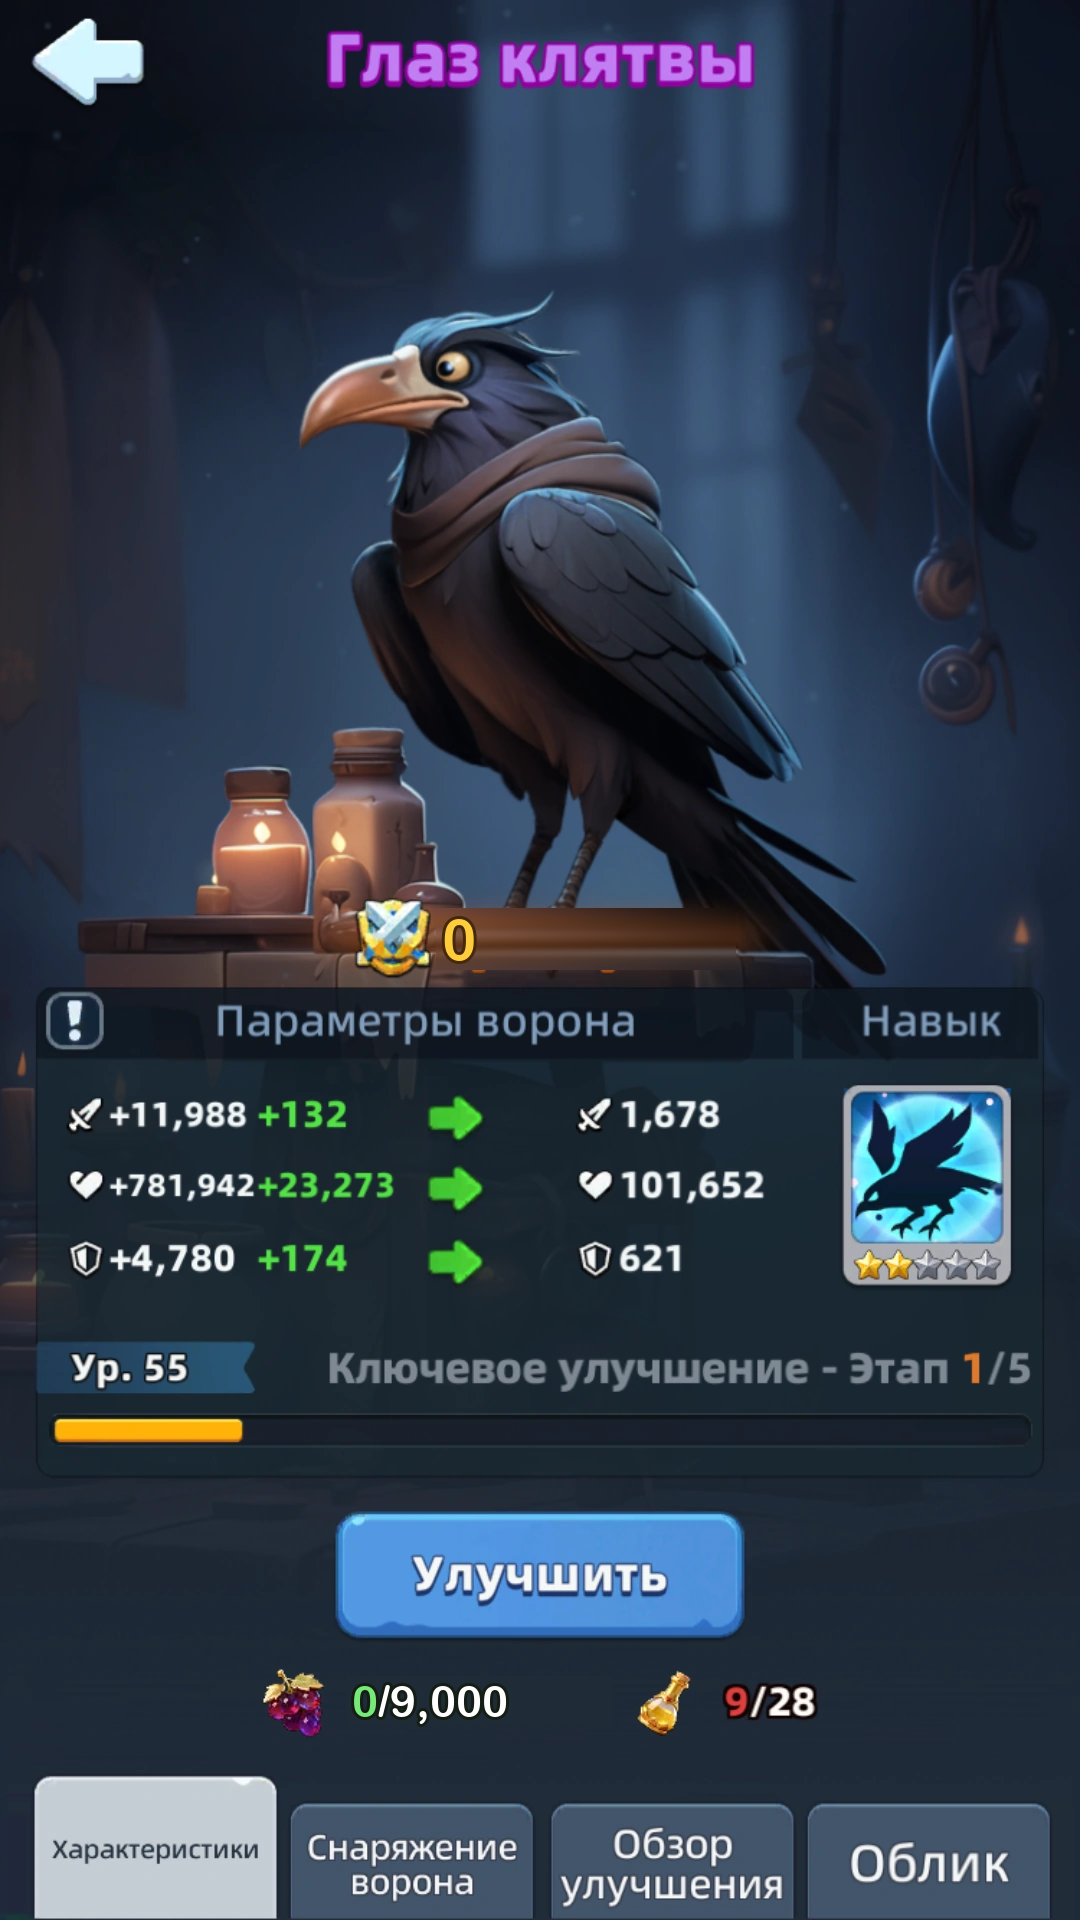 Глаз клятвы
0
Параметры ворона
Навык
+11,988 +132
1,678
+781,942+23,273
101,652
+4,780 +174
621
Ур. 55
Ключевое улучшение - Этап 1/5
Улучшить
0/9,000
9/28
Характеристики
Снаряжение
ворона
Обзор
улучшения
Облик